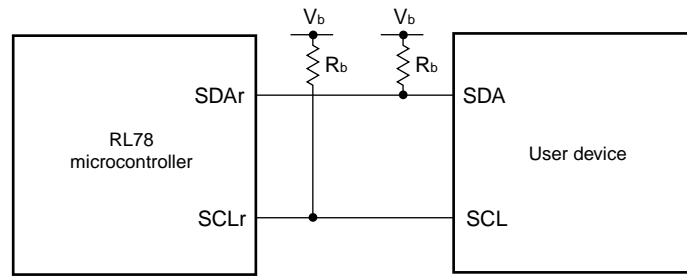 Vb Vb
Rb Rb
SDAr SDA
RL78
microcontroller
User device
SCLr SCL